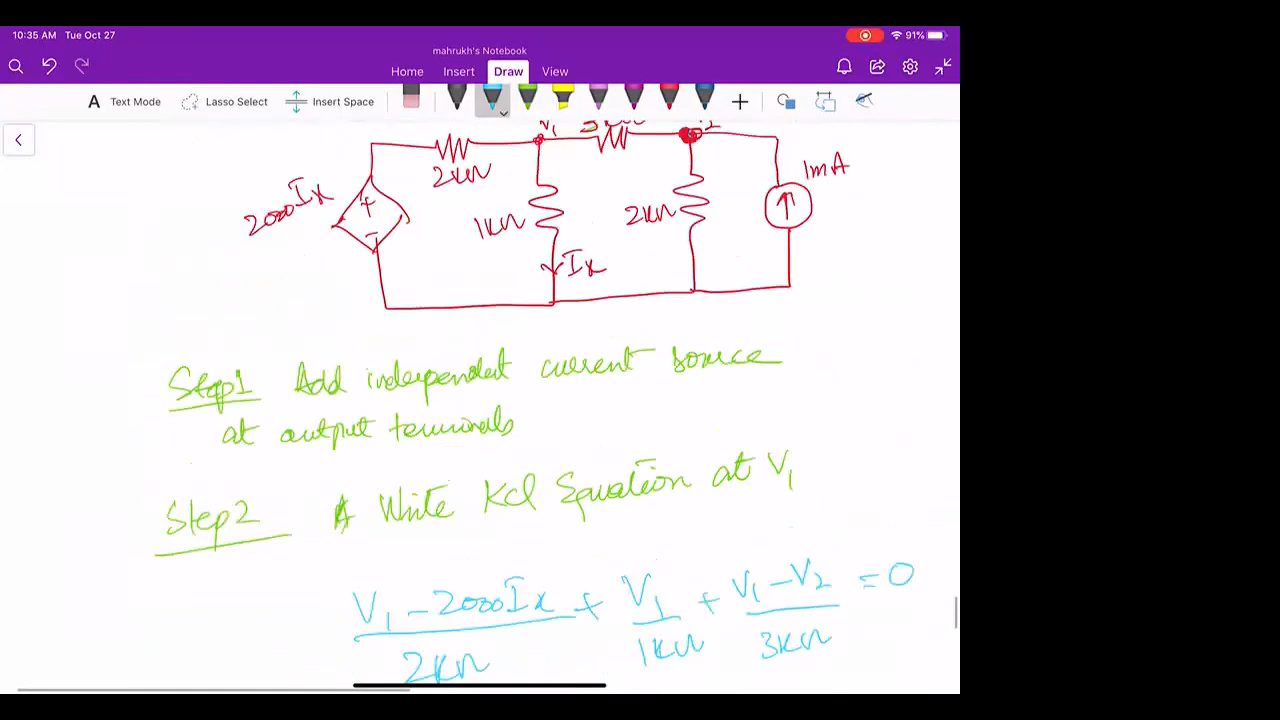 10:35 AM Tue Oct 27
91%
mahrukh's Notebook
Home Insert Draw View
A Text Mode Lasso Select Insert Space
V1
2kΩ
1mA
2000Ix
+
-
1kΩ
2kΩ
Ix
Step1 Add independent current source
at output terminals
Step2 Write Kcl Equation at V1
V1 - 2000Ix + V1 + V1 - V2 = 0
2kΩ 1kΩ 3kΩ